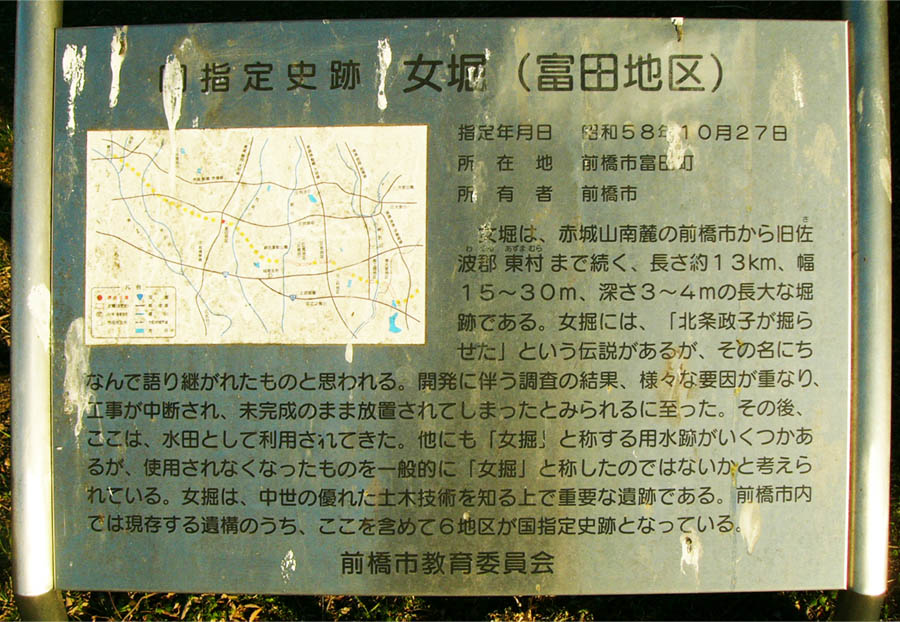 指定史跡 女堀（富田地区）
指定年月日 昭和５８年１０月２７日
所在地 前橋市富田町
所有者 前橋市
女堀は、赤城山南麓の前橋市から旧佐
波郡東村まで続く、長さ約１３km、幅
１５～３０ｍ、深さ３～４ｍの長大な堀
跡である。女堀には、「北条政子が掘ら
せた」という伝説があるが、その名にち
なんで語り継がれたものと思われる。開発に伴う調査の結果、様々な要因が重なり、
工事が中断され、未完成のまま放置されてしまったとみられるに至った。その後、
ここは、水田として利用されてきた。他にも「女堀」と称する用水跡がいくつかあ
るが、使用されなくなったものを一般的に「女堀」と称したのではないかと考えら
れている。女堀は、中世の優れた土木技術を知る上で重要な遺跡である。前橋市内
では現存する遺構のうち、ここを含めて６地区が国指定史跡となっている。
前橋市教育委員会